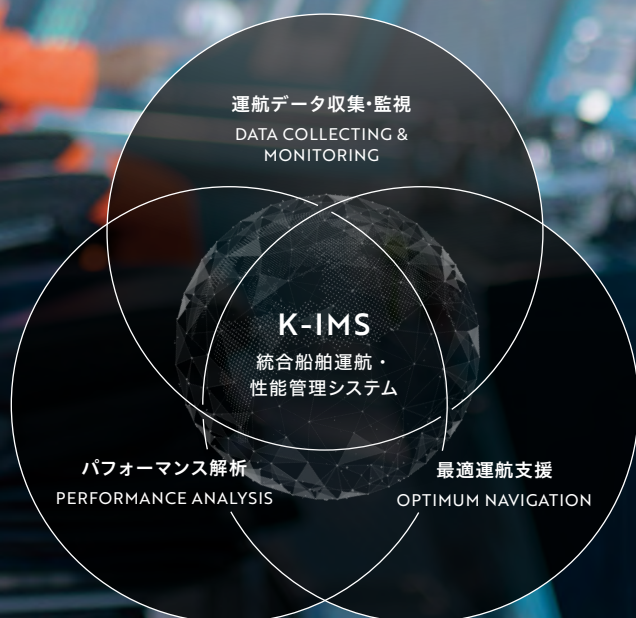 運航データ収集・監視
DATA COLLECTING &
MONITORING
K-IMS
統合船舶運航・
性能管理システム
パフォーマンス解析
PERFORMANCE ANALYSIS
最適運航支援
OPTIMUM NAVIGATION